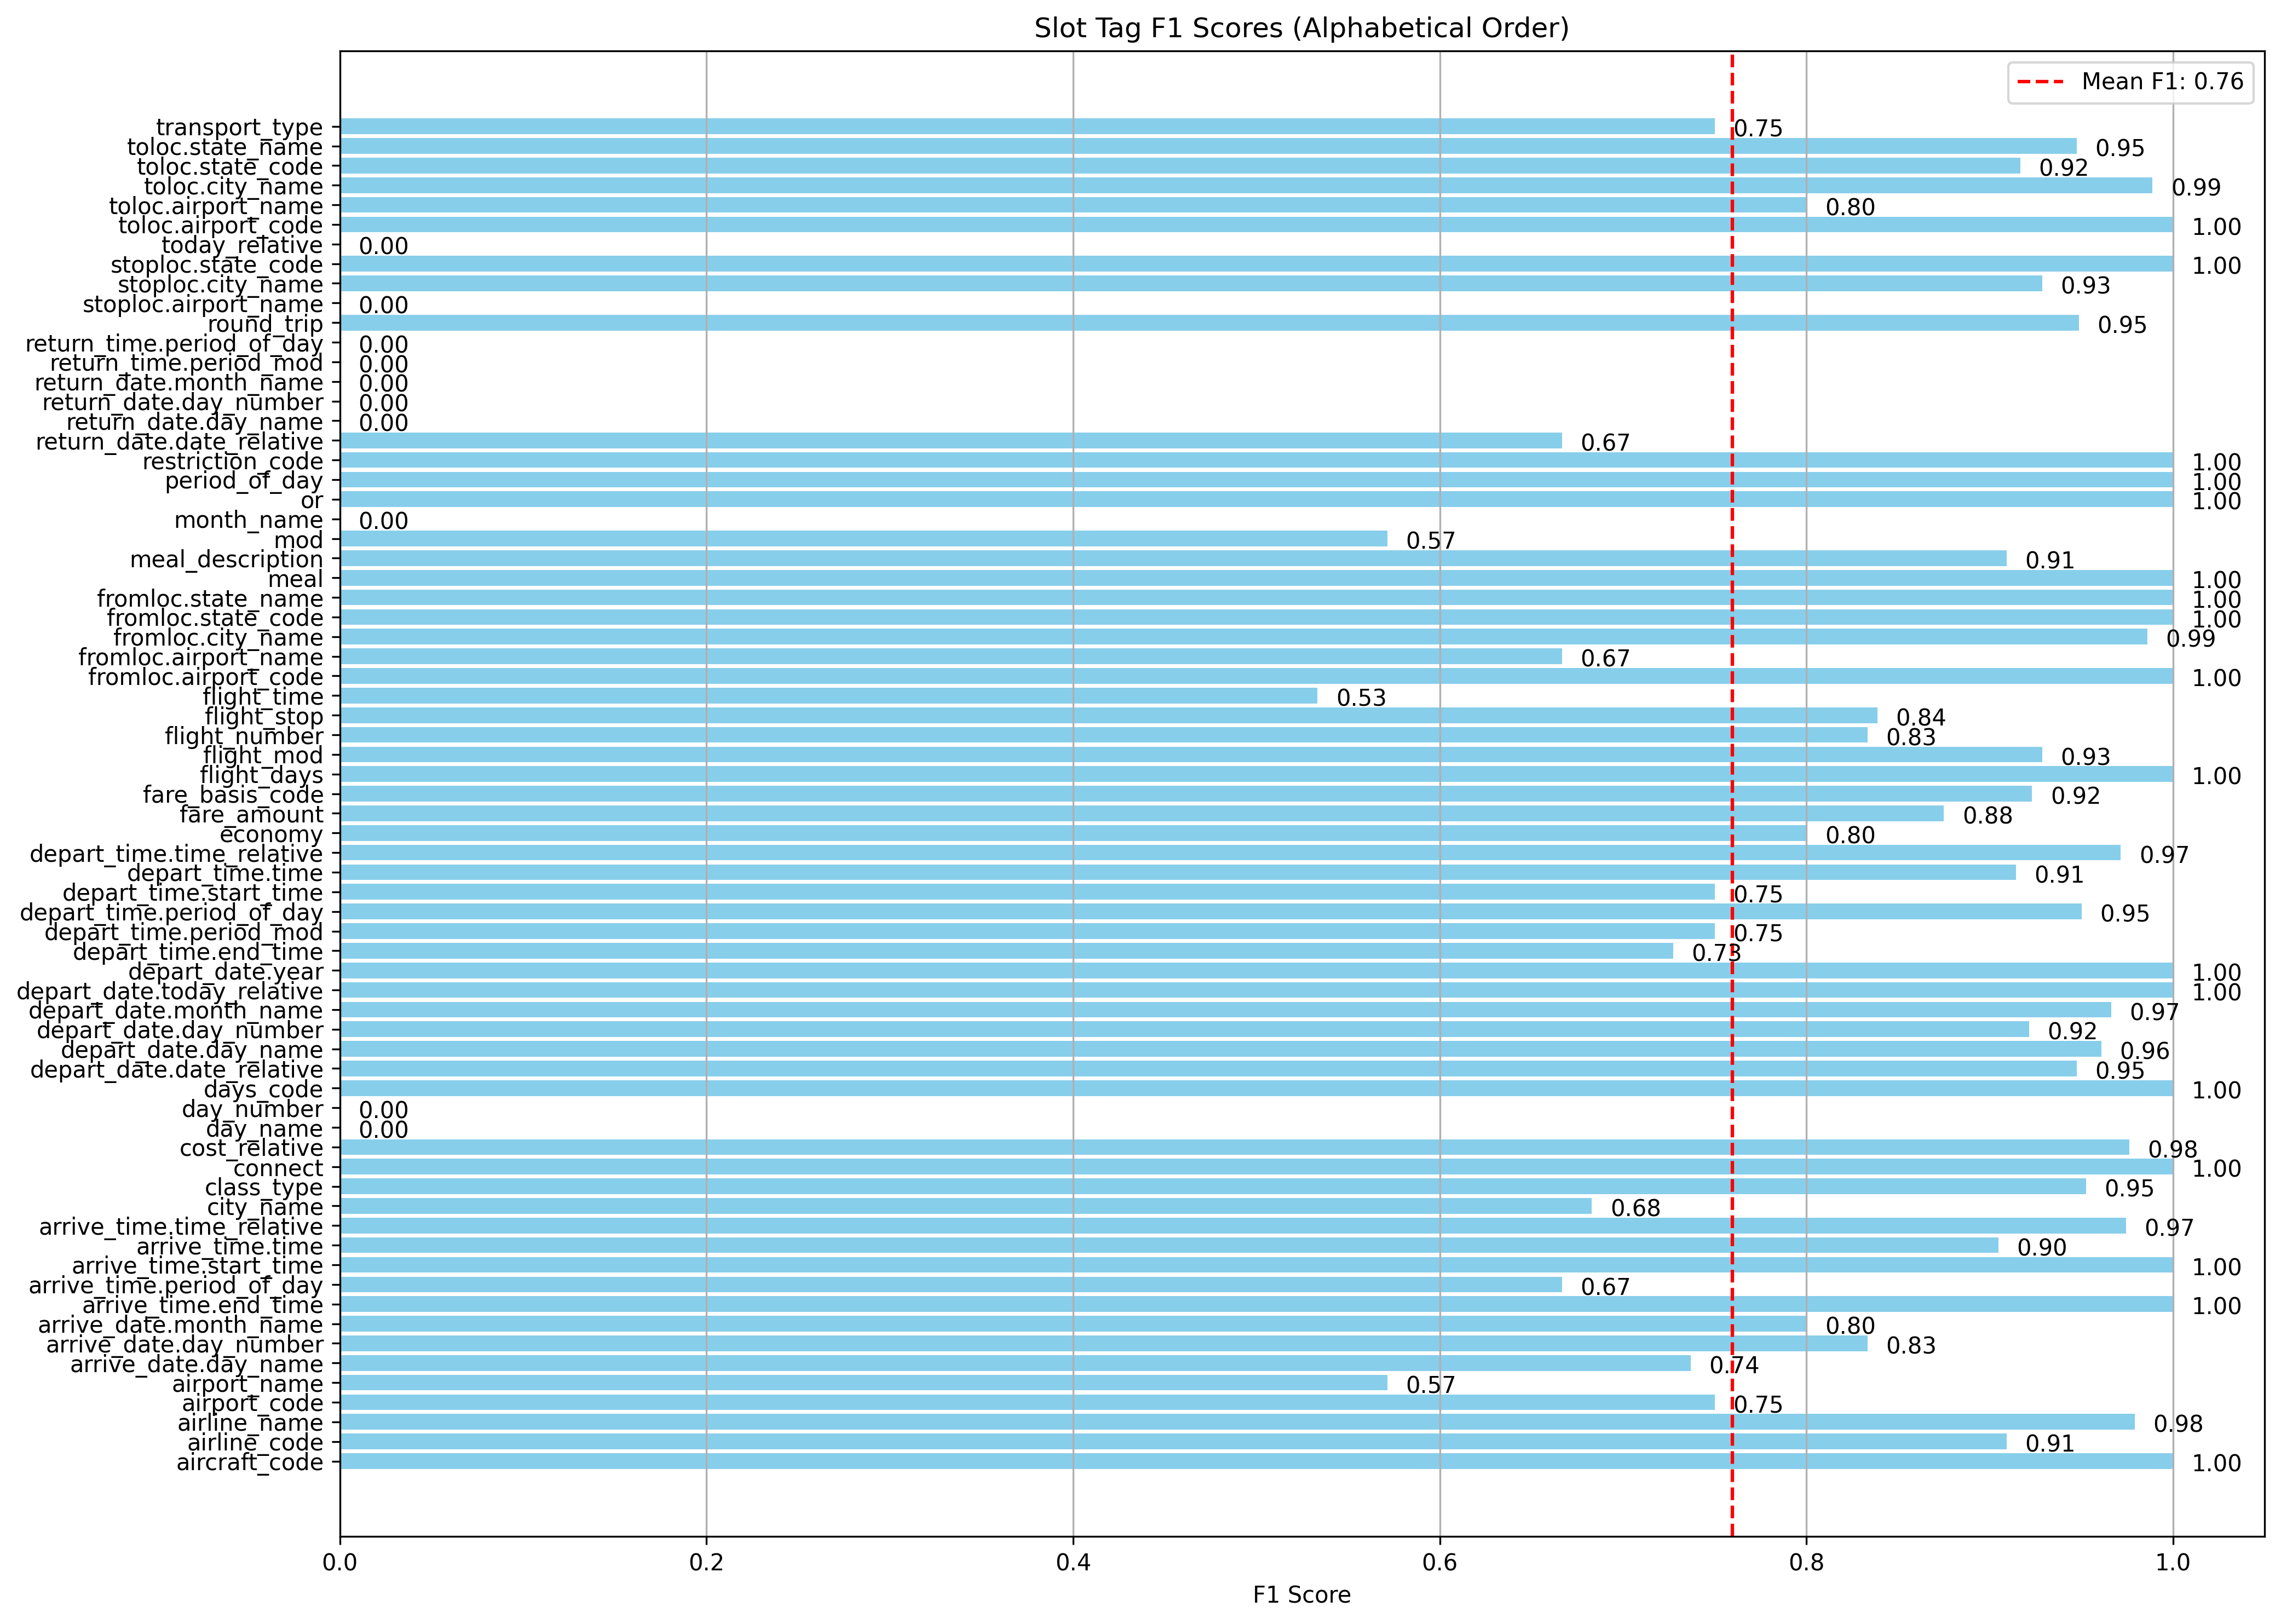 Slot Tag F1 Scores (Alphabetical Order)
Mean F1: 0.76
transport_type 0.75
toloc.state_name 0.95
toloc.state_code 0.92
toloc.city_name 0.99
toloc.airport_name 0.80
toloc.airport_code 1.00
today_relative 0.00
stoploc.state_code 1.00
stoploc.city_name 0.93
stoploc.airport_name 0.00
round_trip 0.95
return_time.period_of_day 0.00
return_time.period_mod 0.00
return_date.month_name 0.00
return_date.day_number 0.00
return_date.day_name 0.00
return_date.date_relative 0.67
restriction_code 1.00
period_of_day 1.00
or 1.00
month_name 0.00
mod 0.57
meal_description 0.91
meal 1.00
fromloc.state_name 1.00
fromloc.state_code 1.00
fromloc.city_name 0.99
fromloc.airport_name 0.67
fromloc.airport_code 1.00
flight_time 0.53
flight_stop 0.84
flight_number 0.83
flight_mod 0.93
flight_days 1.00
fare_basis_code 0.92
fare_amount 0.88
economy 0.80
depart_time.time_relative 0.97
depart_time.time 0.91
depart_time.start_time 0.75
depart_time.period_of_day 0.95
depart_time.period_mod 0.75
depart_time.end_time 0.73
depart_date.year 1.00
depart_date.today_relative 1.00
depart_date.month_name 0.97
depart_date.day_number 0.92
depart_date.day_name 0.96
depart_date.date_relative 0.95
days_code 1.00
day_number 0.00
day_name 0.00
cost_relative 0.98
connect 1.00
class_type 0.95
city_name 0.68
arrive_time.time_relative 0.97
arrive_time.time 0.90
arrive_time.start_time 1.00
arrive_time.period_of_day 0.67
arrive_time.end_time 1.00
arrive_date.month_name 0.80
arrive_date.day_number 0.83
arrive_date.day_name 0.74
airport_name 0.57
airport_code 0.75
airline_name 0.98
airline_code 0.91
aircraft_code 1.00
0.0 0.2 0.4 0.6 0.8 1.0
F1 Score